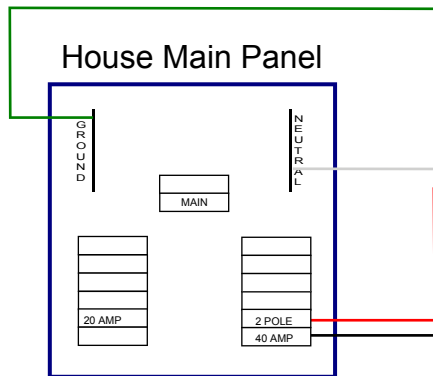 House Main Panel
GROUND
NEUTRAL
MAIN
20 AMP
2 POLE
40 AMP